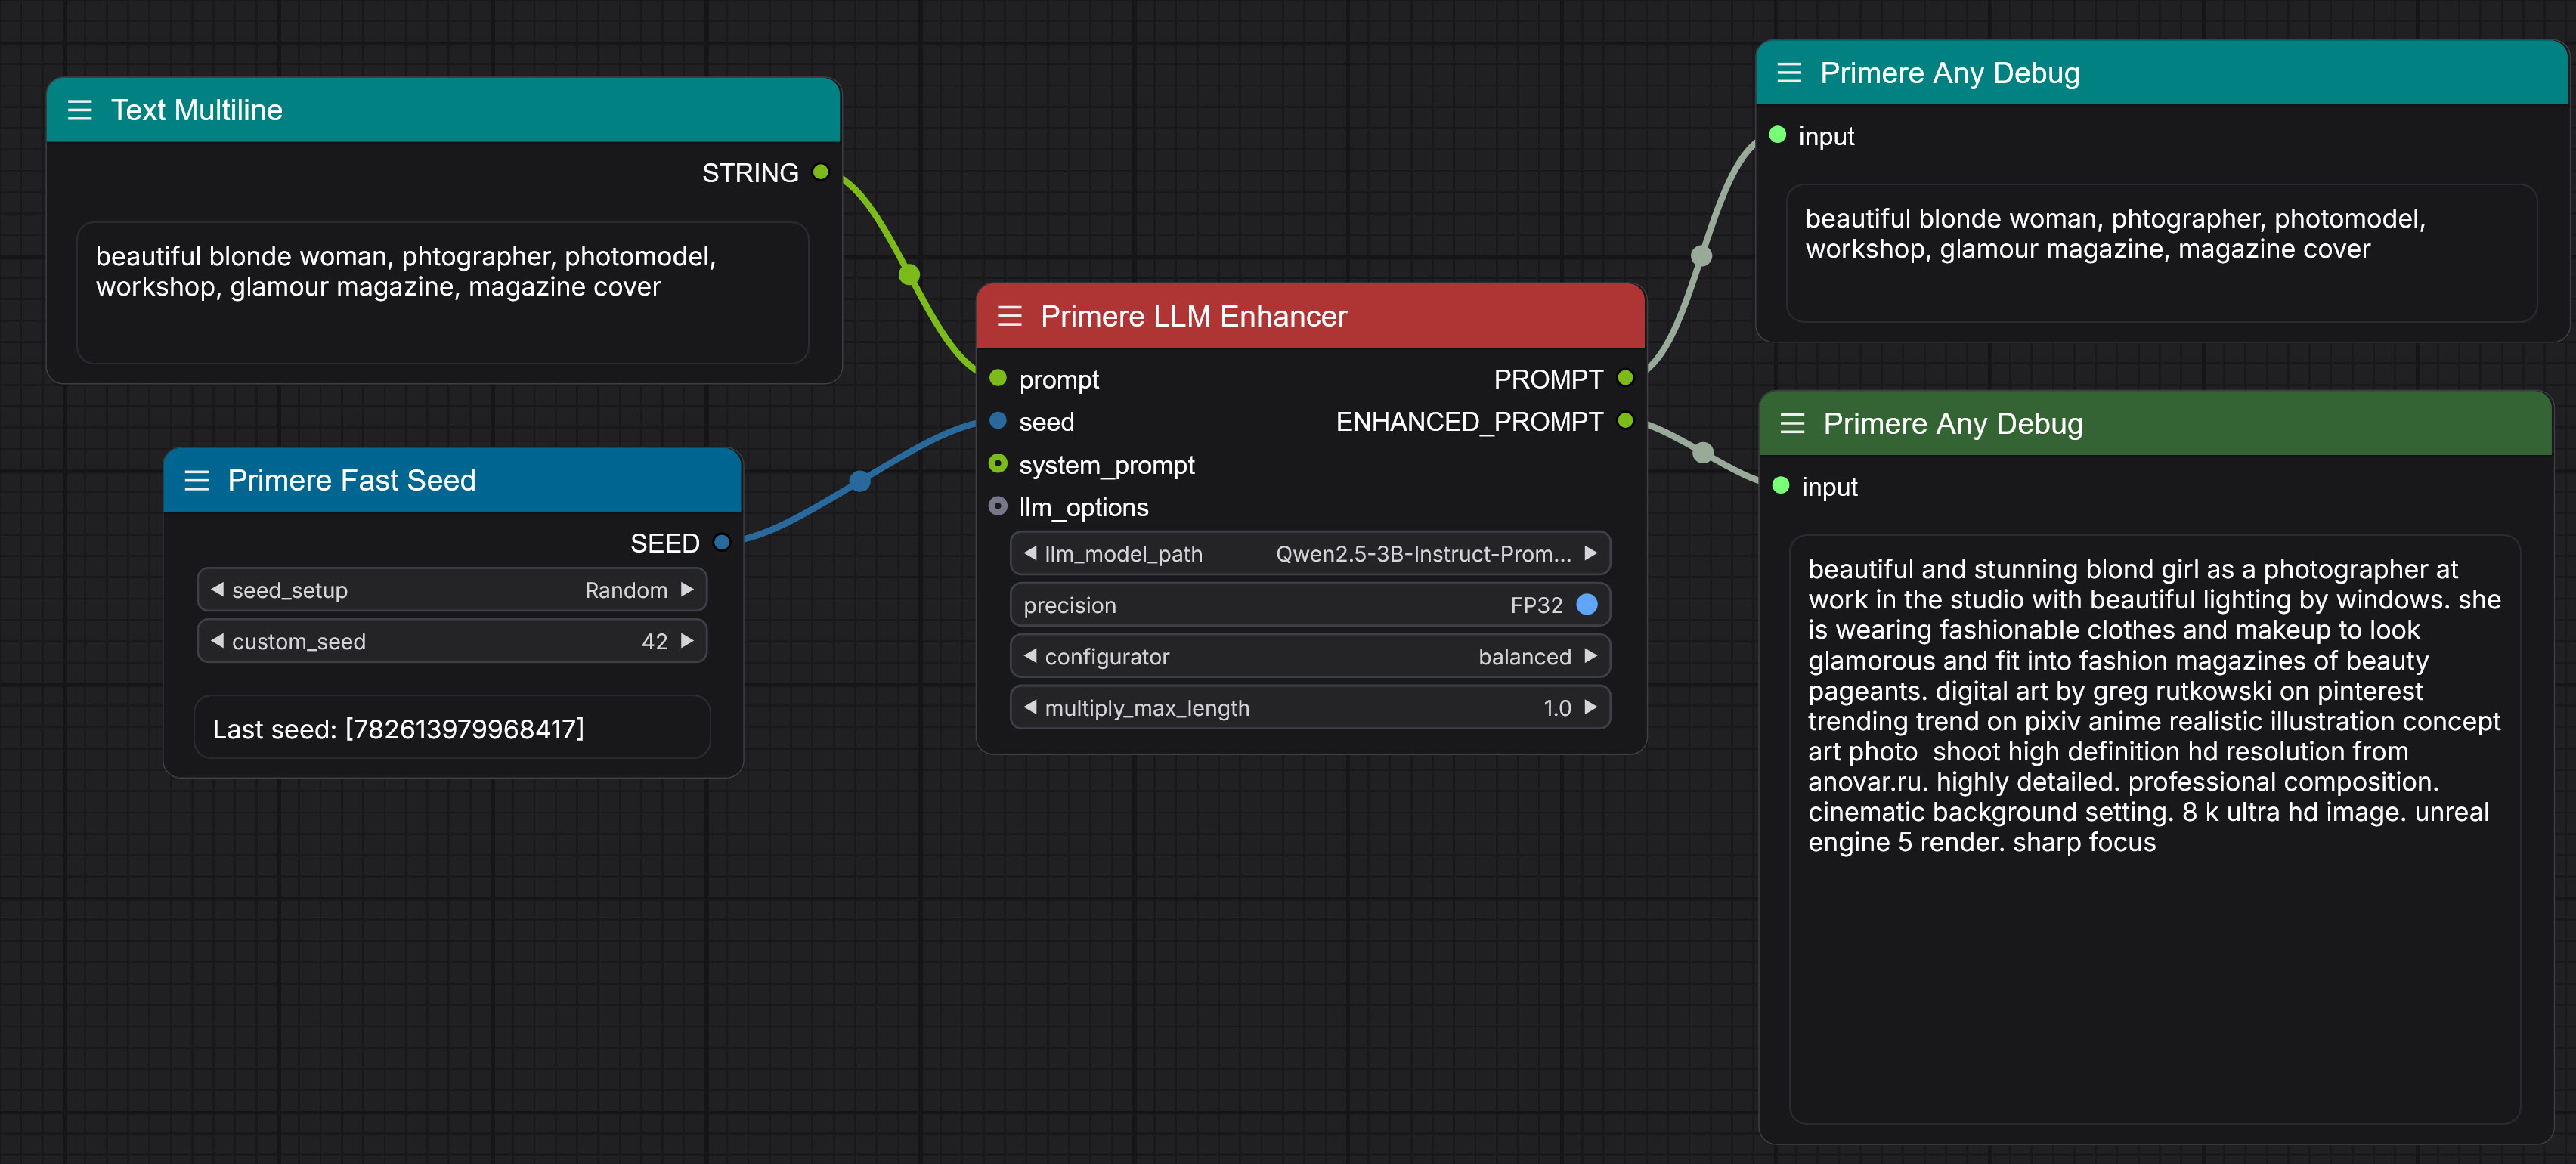 Text Multiline
STRING
beautiful blonde woman, phtographer, photomodel,
workshop, glamour magazine, magazine cover
Primere Fast Seed
SEED
seed_setup Random
custom_seed 42
Last seed: [782613979968417]
Primere LLM Enhancer
prompt PROMPT
seed ENHANCED_PROMPT
system_prompt
llm_options
llm_model_path Qwen2.5-3B-Instruct-Prom...
precision FP32
configurator balanced
multiply_max_length 1.0
Primere Any Debug
input
beautiful blonde woman, phtographer, photomodel,
workshop, glamour magazine, magazine cover
Primere Any Debug
input
beautiful and stunning blond girl as a photographer at
work in the studio with beautiful lighting by windows. she
is wearing fashionable clothes and makeup to look
glamorous and fit into fashion magazines of beauty
pageants. digital art by greg rutkowski on pinterest
trending trend on pixiv anime realistic illustration concept
art photo  shoot high definition hd resolution from
anovar.ru. highly detailed. professional composition.
cinematic background setting. 8 k ultra hd image. unreal
engine 5 render. sharp focus